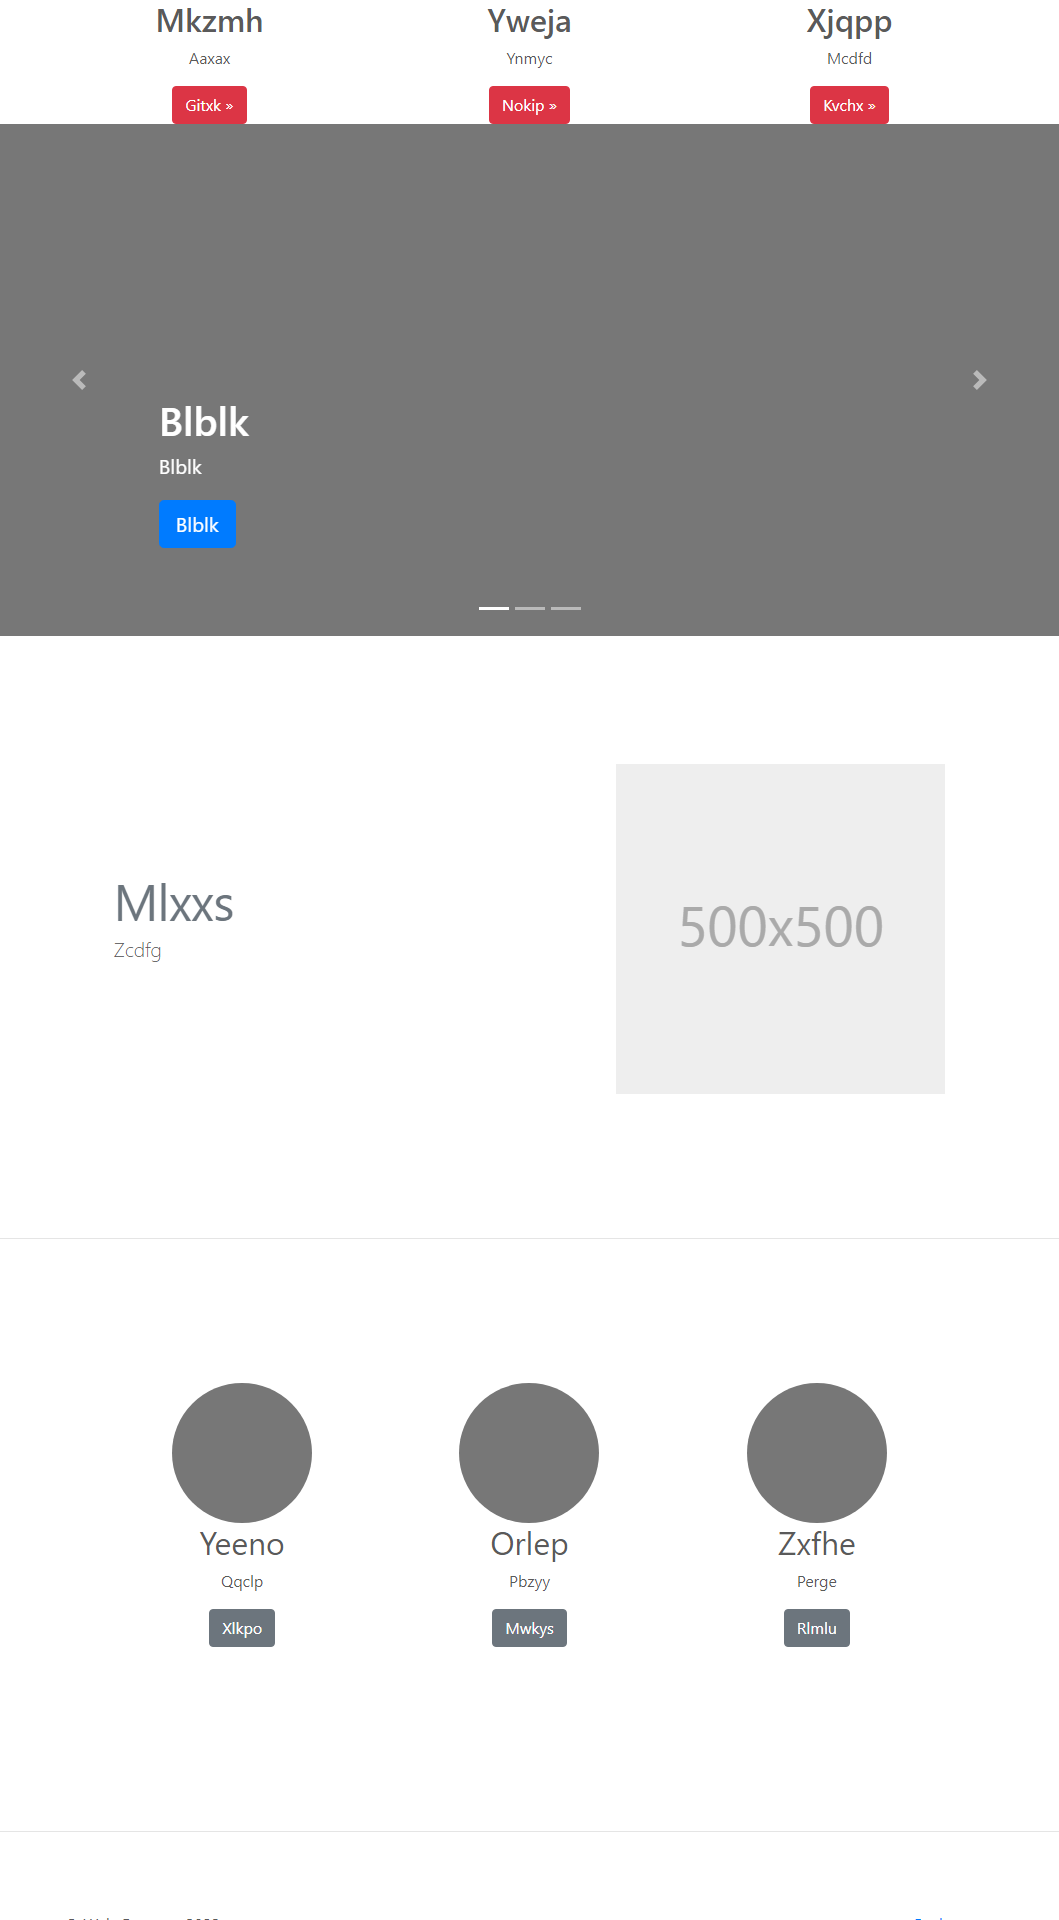 Mkzmh Yweja Xjqpp
Aaxax Ynmyc Mcdfd
Gitxk » Nokip » Kvchx »
Blblk
Blblk
Blblk
Mlxxs
Zcdfg
500x500
Yeeno Orlep Zxfhe
Qqclp Pbzyy Perge
Xlkpo Mwkys Rlmlu